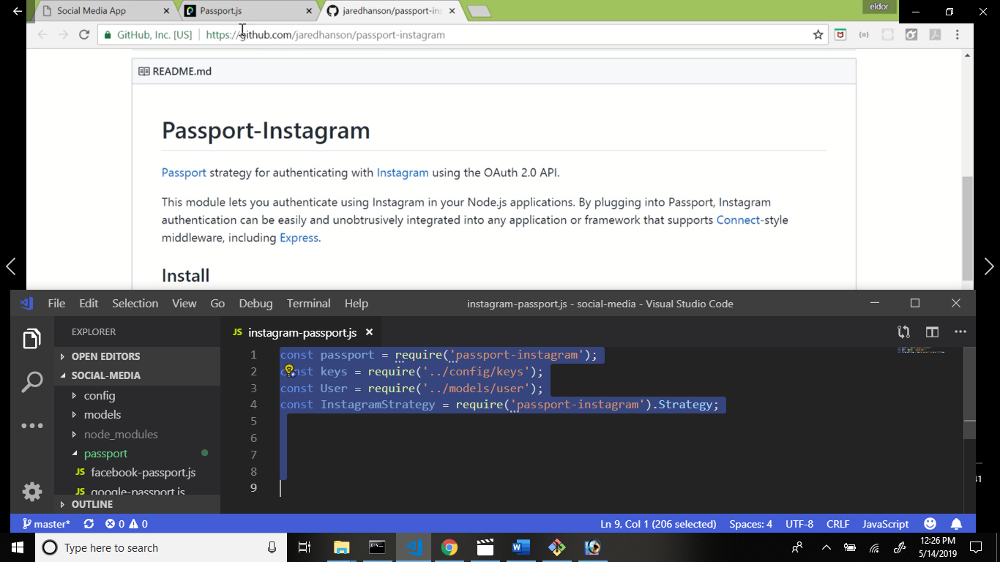 Social Media App
Passport.js
jaredhanson/passport-ins
eldor
GitHub, Inc. [US]
https://github.com/jaredhanson/passport-instagram
README.md
Passport-Instagram
Passport strategy for authenticating with Instagram using the OAuth 2.0 API.
This module lets you authenticate using Instagram in your Node.js applications. By plugging into Passport, Instagram
authentication can be easily and unobtrusively integrated into any application or framework that supports Connect-style
middleware, including Express.
Install
File Edit Selection View Go Debug Terminal Help
instagram-passport.js - social-media - Visual Studio Code
EXPLORER
OPEN EDITORS
SOCIAL-MEDIA
config
models
node_modules
passport
JS facebook-passport.js
JS google-passport.js
OUTLINE
JS instagram-passport.js
1 const passport = require('passport-instagram');
2 const keys = require('../config/keys');
3 const User = require('../models/user');
4 const InstagramStrategy = require('passport-instagram').Strategy;
5
6
7
8
9
41
master* 0 0
Ln 9, Col 1 (206 selected) Spaces: 4 UTF-8 CRLF JavaScript
Type here to search
12:26 PM
5/14/2019